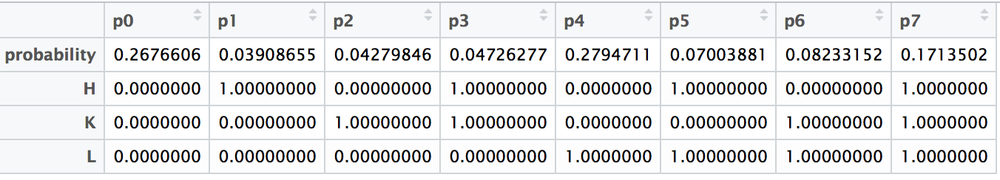 p0 p1 p2 p3 p4 p5 p6 p7
probability 0.2676606 0.03908655 0.04279846 0.04726277 0.2794711 0.07003881 0.08233152 0.1713502
H 0.0000000 1.00000000 0.00000000 1.00000000 0.0000000 1.00000000 0.00000000 1.0000000
K 0.0000000 0.00000000 1.00000000 1.00000000 0.0000000 0.00000000 1.00000000 1.0000000
L 0.0000000 0.00000000 0.00000000 0.00000000 1.0000000 1.00000000 1.00000000 1.0000000